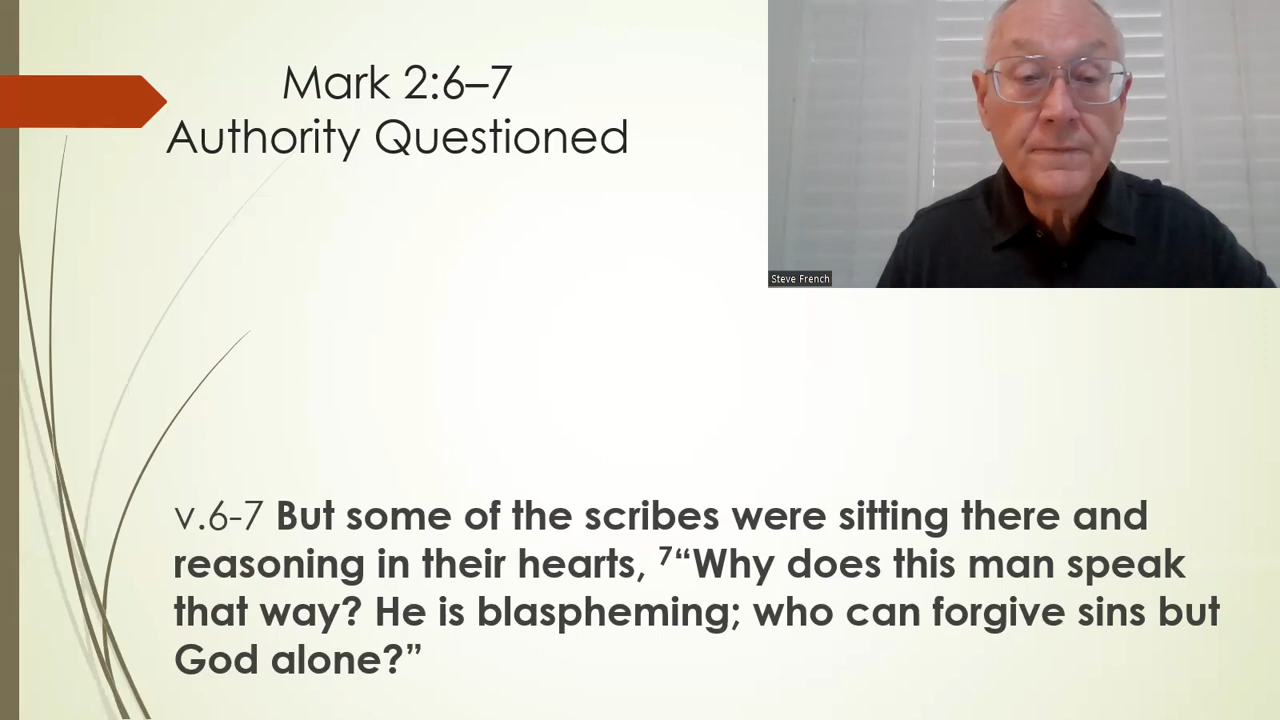 Mark 2:6–7
Authority Questioned
Steve French
v.6-7 But some of the scribes were sitting there and
reasoning in their hearts, ⁷“Why does this man speak
that way? He is blaspheming; who can forgive sins but
God alone?”